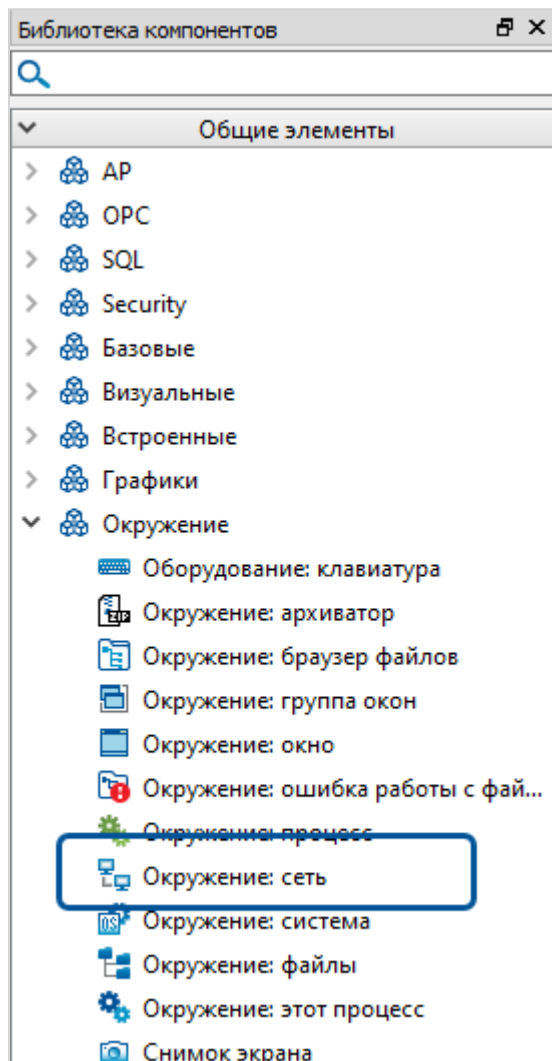 Библиотека компонентов
Общие элементы
AP
OPC
SQL
Security
Базовые
Визуальные
Встроенные
Графики
Окружение
Оборудование: клавиатура
Окружение: архиватор
Окружение: браузер файлов
Окружение: группа окон
Окружение: окно
Окружение: ошибка работы с фай...
Окружение: процесс
Окружение: сеть
Окружение: система
Окружение: файлы
Окружение: этот процесс
Снимок экрана